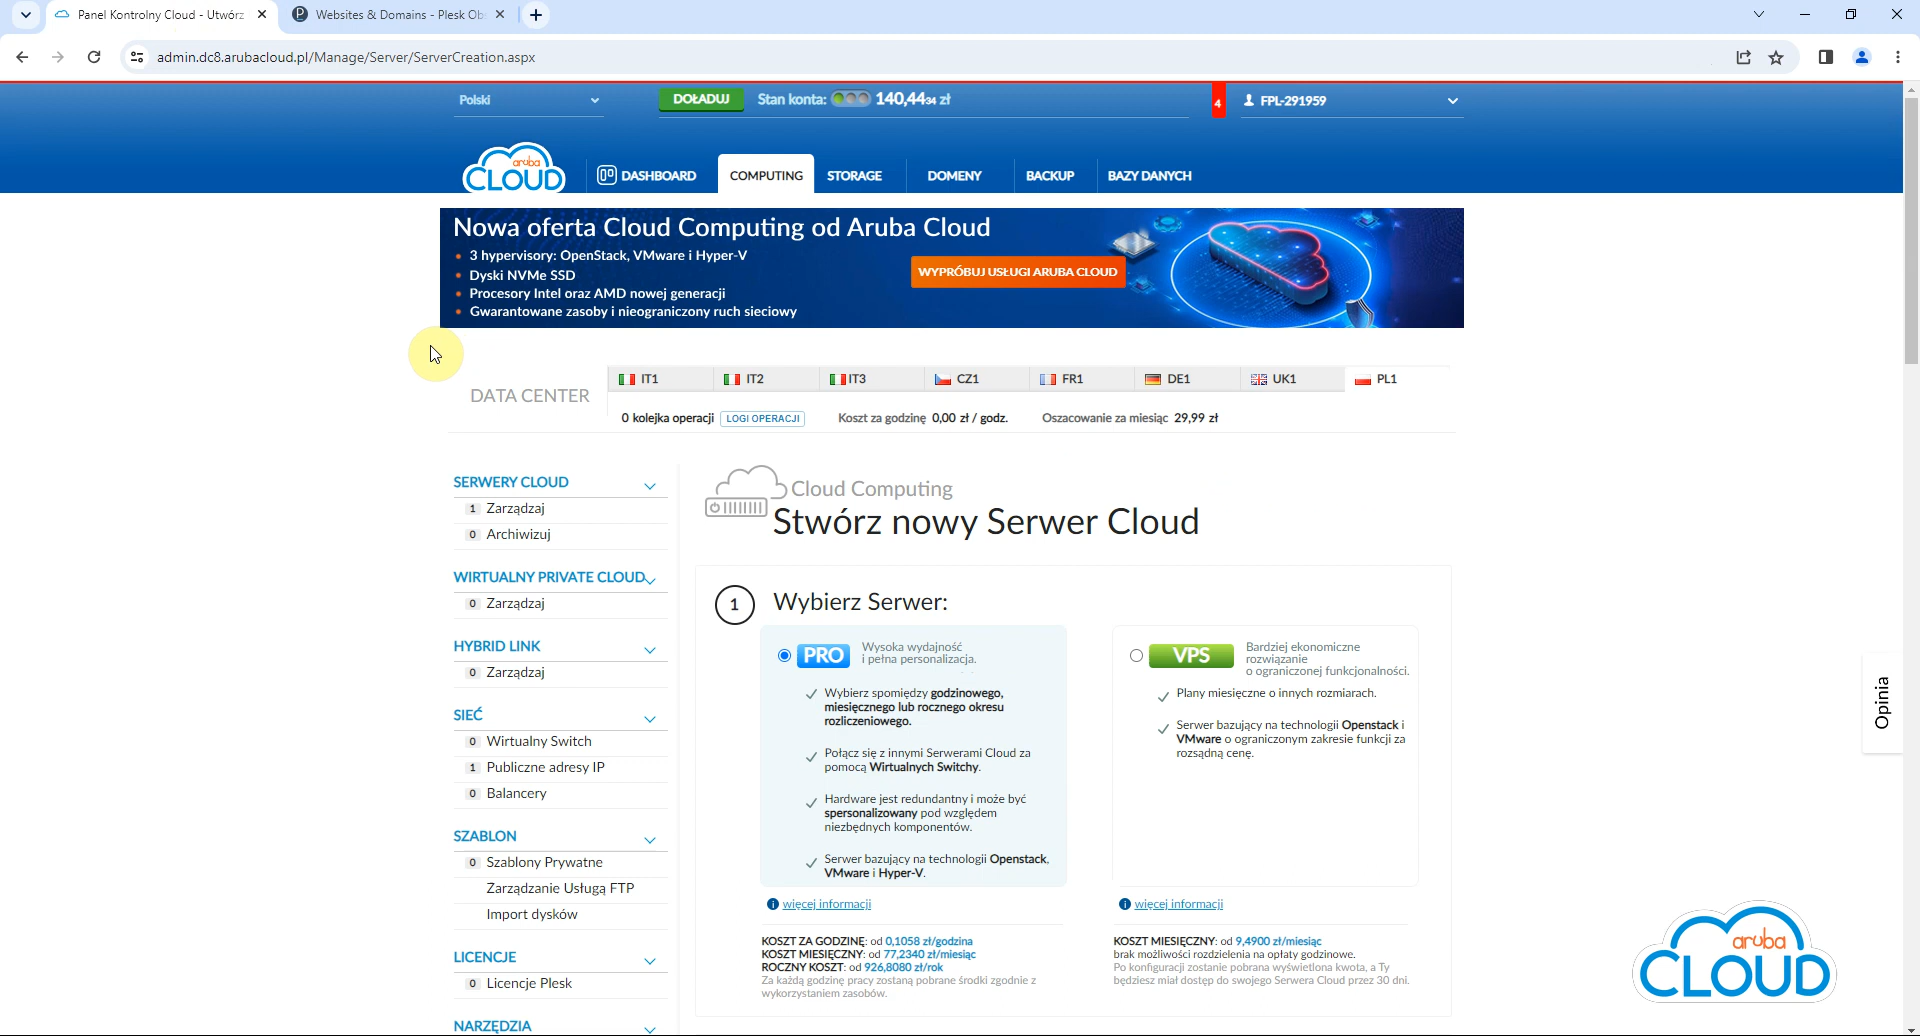 Panel Kontrolny Cloud - Utwórz
Websites & Domains - Plesk Obs
admin.dc8.arubacloud.pl/Manage/Server/ServerCreation.aspx
Polski
DOŁADUJ
Stan konta: 140,4434 zł
4
FPL-291959
aruba
CLOUD
DASHBOARD
COMPUTING
STORAGE
DOMENY
BACKUP
BAZY DANYCH
Nowa oferta Cloud Computing od Aruba Cloud
• 3 hypervisory: OpenStack, VMware i Hyper-V
• Dyski NVMe SSD
• Procesory Intel oraz AMD nowej generacji
• Gwarantowane zasoby i nieograniczony ruch sieciowy
WYPRÓBUJ USŁUGI ARUBA CLOUD
DATA CENTER
IT1
IT2
IT3
CZ1
FR1
DE1
UK1
PL1
0 kolejka operacji
LOGI OPERACJI
Koszt za godzinę 0,00 zł / godz.
Oszacowanie za miesiąc 29,99 zł
SERWERY CLOUD
1 Zarządzaj
0 Archiwizuj
WIRTUALNY PRIVATE CLOUD
0 Zarządzaj
HYBRID LINK
0 Zarządzaj
SIEĆ
0 Wirtualny Switch
1 Publiczne adresy IP
0 Balancery
SZABLON
0 Szablony Prywatne
Zarządzanie Usługą FTP
Import dysków
LICENCJE
0 Licencje Plesk
NARZĘDZIA
Cloud Computing
Stwórz nowy Serwer Cloud
1 Wybierz Serwer:
PRO
Wysoka wydajność
i pełna personalizacja.
Wybierz spomiędzy godzinowego,
miesięcznego lub rocznego okresu
rozliczeniowego.
Połącz się z innymi Serwerami Cloud za
pomocą Wirtualnych Switchy.
Hardware jest redundantny i może być
spersonalizowany pod względem
niezbędnych komponentów.
Serwer bazujący na technologii Openstack,
VMware i Hyper-V.
więcej informacji
KOSZT ZA GODZINĘ: od 0,1058 zł/godzina
KOSZT MIESIĘCZNY: od 77,2340 zł/miesiąc
ROCZNY KOSZT: od 926,8080 zł/rok
Za każdą godzinę pracy zostaną pobrane środki zgodnie z
wykorzystaniem zasobów.
VPS
Bardziej ekonomiczne
rozwiązanie
o ograniczonej funkcjonalności.
Plany miesięczne o innych rozmiarach.
Serwer bazujący na technologii Openstack i
VMware o ograniczonym zakresie funkcji za
rozsądną cenę.
więcej informacji
KOSZT MIESIĘCZNY: od 9,4900 zł/miesiąc
brak możliwości rozdzielenia na opłaty godzinowe.
Po konfiguracji zostanie pobrana wyświetlona kwota, a Ty
będziesz miał dostęp do swojego Serwera Cloud przez 30 dni.
Opinia
aruba
CLOUD